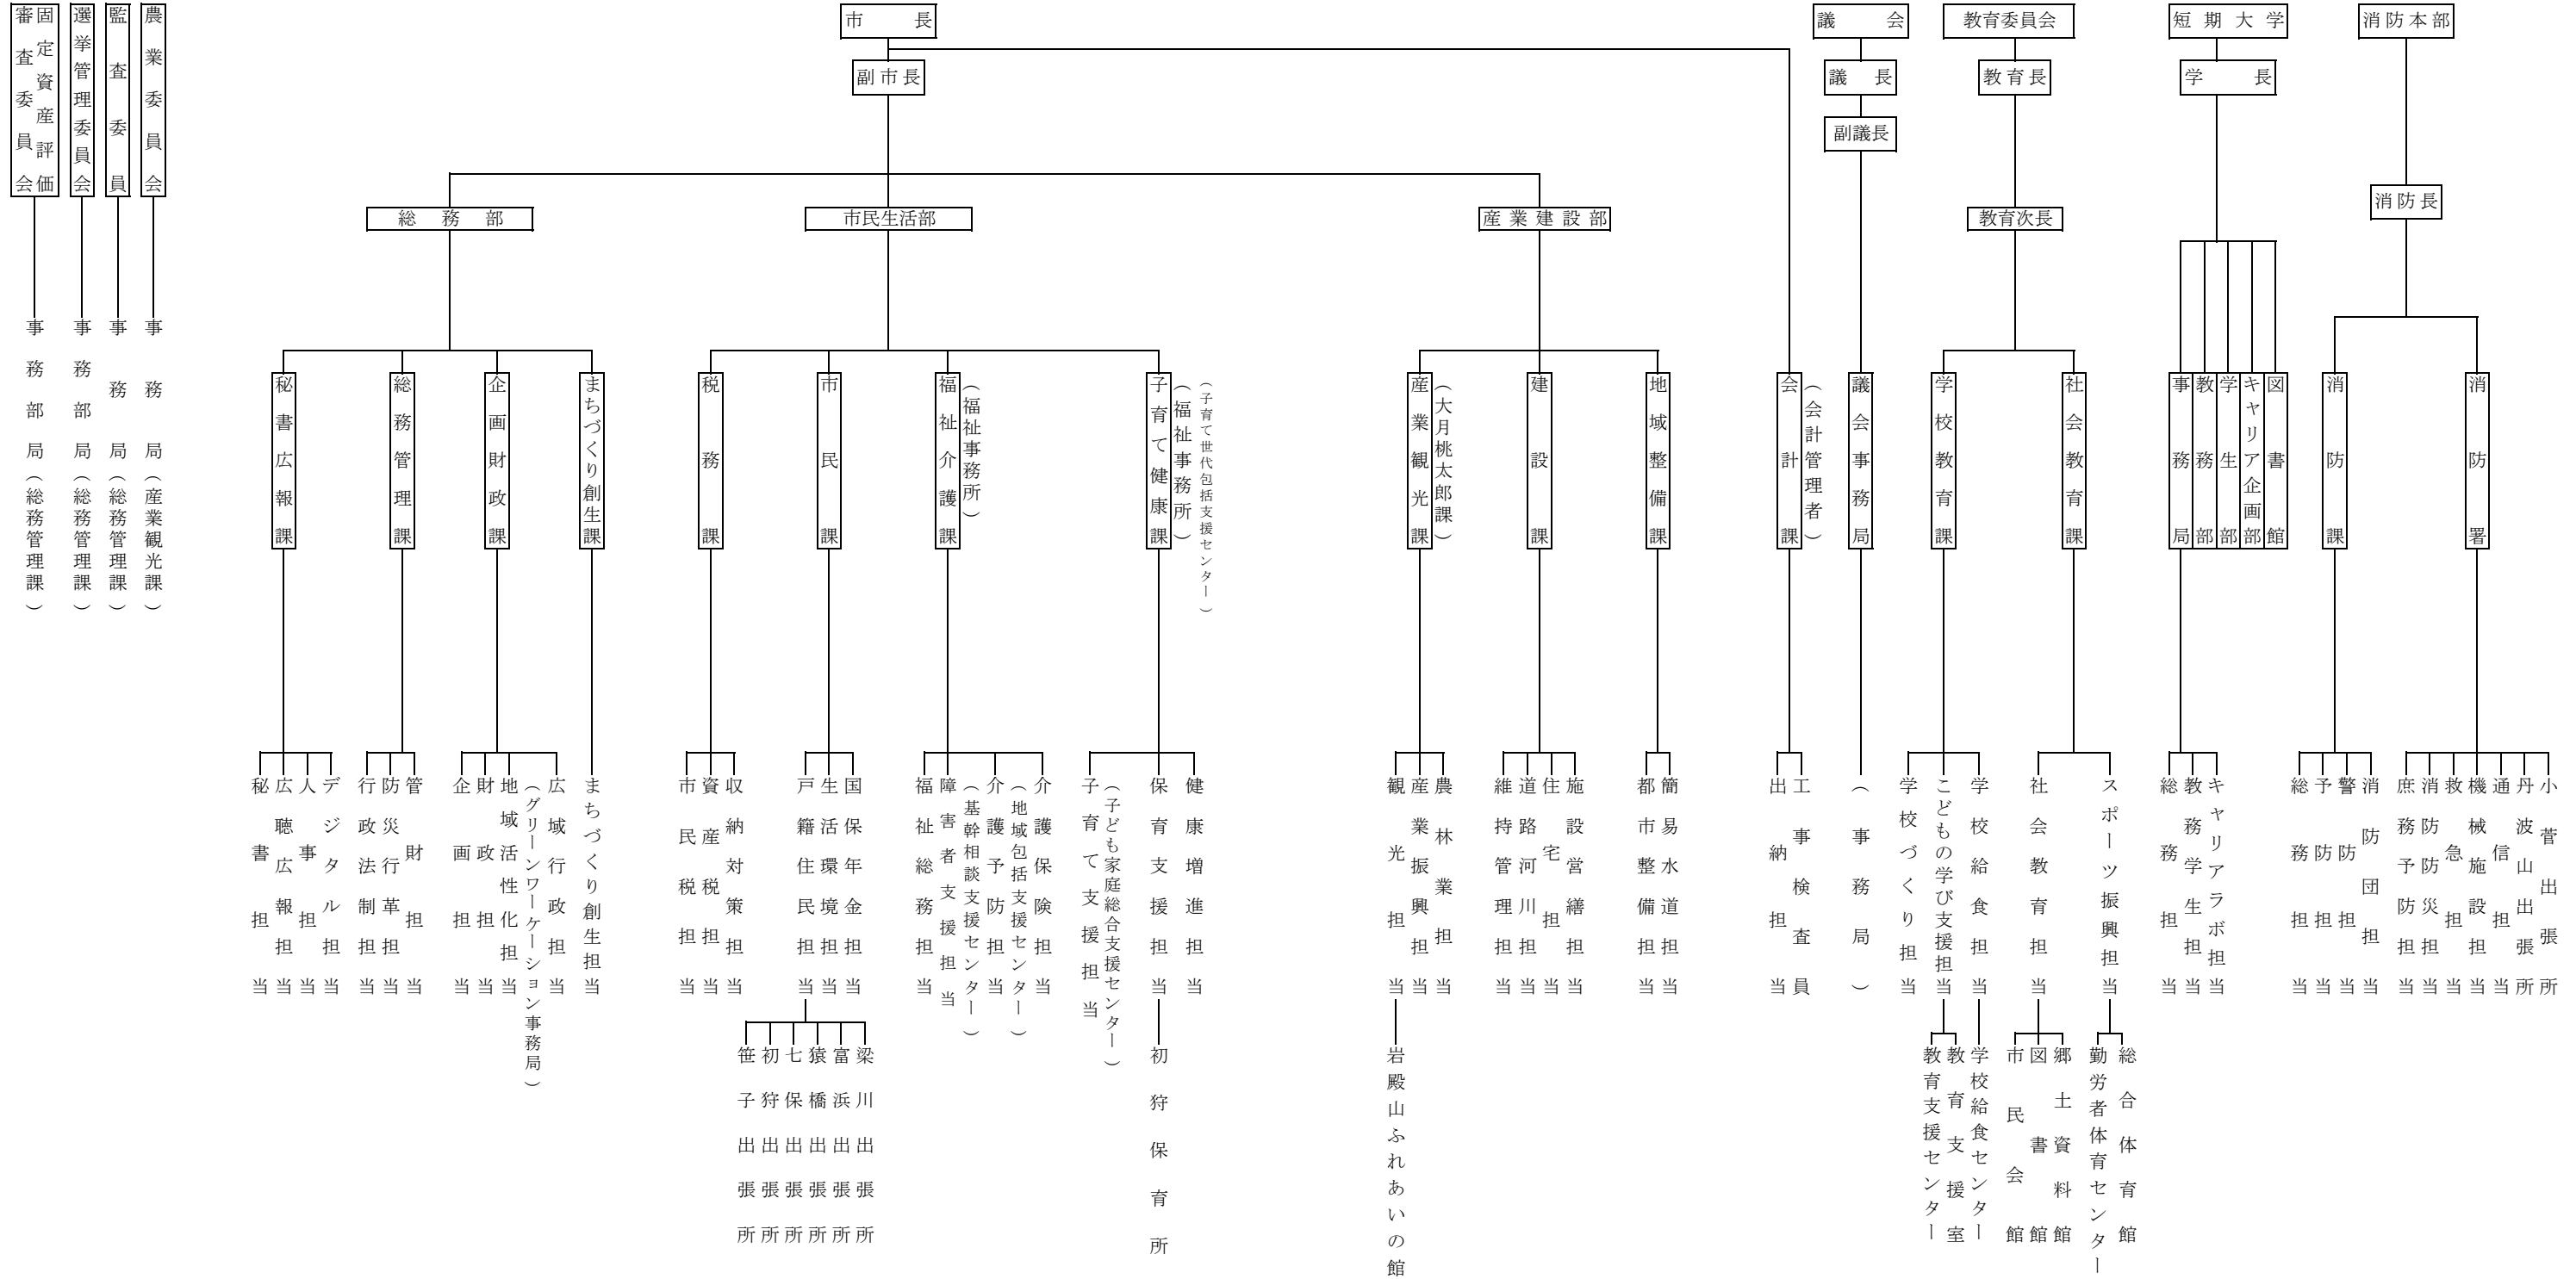 固定資産評価
審査委員会
選挙管理委員会
監査委員
農業委員会
事務部局（総務管理課）
事務部局（総務管理課）
事務局（総務管理課）
事務局（産業観光課）
市長
副市長
総務部
市民生活部
産業建設部
秘書広報課
総務管理課
企画財政課
まちづくり創生課
税務課
市民課
福祉介護課
（福祉事務所）
子育て健康課
（福祉事務所）
（子育て世代包括支援センター）
産業観光課
（大月桃太郎課）
建設課
地域整備課
会計課
（会計管理者）
秘書担当
広聴広報担当
人事担当
デジタル担当
行政法制担当
防災行革担当
管財担当
企画担当
財政担当
地域活性化担当
（グリーンワーケーション事務局）
広域行政担当
まちづくり創生担当
市民税担当
資産税担当
収納対策担当
戸籍住民担当
生活環境担当
国保年金担当
笹子出張所
初狩出張所
七保出張所
猿橋出張所
富浜出張所
梁川出張所
福祉総務担当
障害者支援担当
（基幹相談支援センター）
介護予防担当
（地域包括支援センター）
介護保険担当
子育て支援担当
（子ども家庭総合支援センター）
保育支援担当
健康増進担当
初狩保育所
観光担当
産業振興担当
農林業担当
岩殿山ふれあいの館
維持管理担当
道路河川担当
住宅担当
施設営繕担当
都市整備担当
簡易水道担当
出納担当
工事検査員
議会
議長
副議長
議会事務局
（事務局）
教育委員会
教育長
教育次長
学校教育課
社会教育課
学校づくり担当
こどもの学び支援担当
学校給食担当
教育支援センター
教育支援室
学校給食センター
社会教育担当
スポーツ振興担当
市民会館
図書館
郷土資料館
勤労者体育センター
総合体育館
短期大学
学長
事務局
教務部
学生部
キャリア企画部
図書館
総務担当
教務学生担当
キャリアラボ担当
消防本部
消防長
消防課
消防署
総務担当
予防担当
警防担当
消防団担当
庶務予防担当
消防防災担当
救急担当
機械施設担当
通信担当
丹波山出張所
小菅出張所